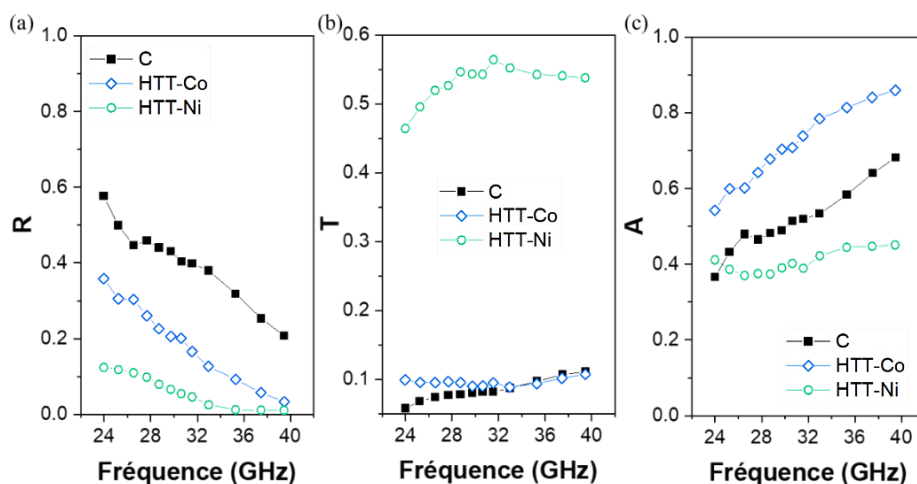 (a)
1.0
0.8
0.6
0.4
0.2
0.0
R
C
HTT-Co
HTT-Ni
24 28 32 36 40
Fréquence (GHz)
(b)
0.6
0.5
0.4
0.3
0.2
0.1
T
C
HTT-Co
HTT-Ni
24 28 32 36 40
Fréquence (GHz)
(c)
1.0
0.8
0.6
0.4
0.2
0.0
A
C
HTT-Co
HTT-Ni
24 28 32 36 40
Fréquence (GHz)